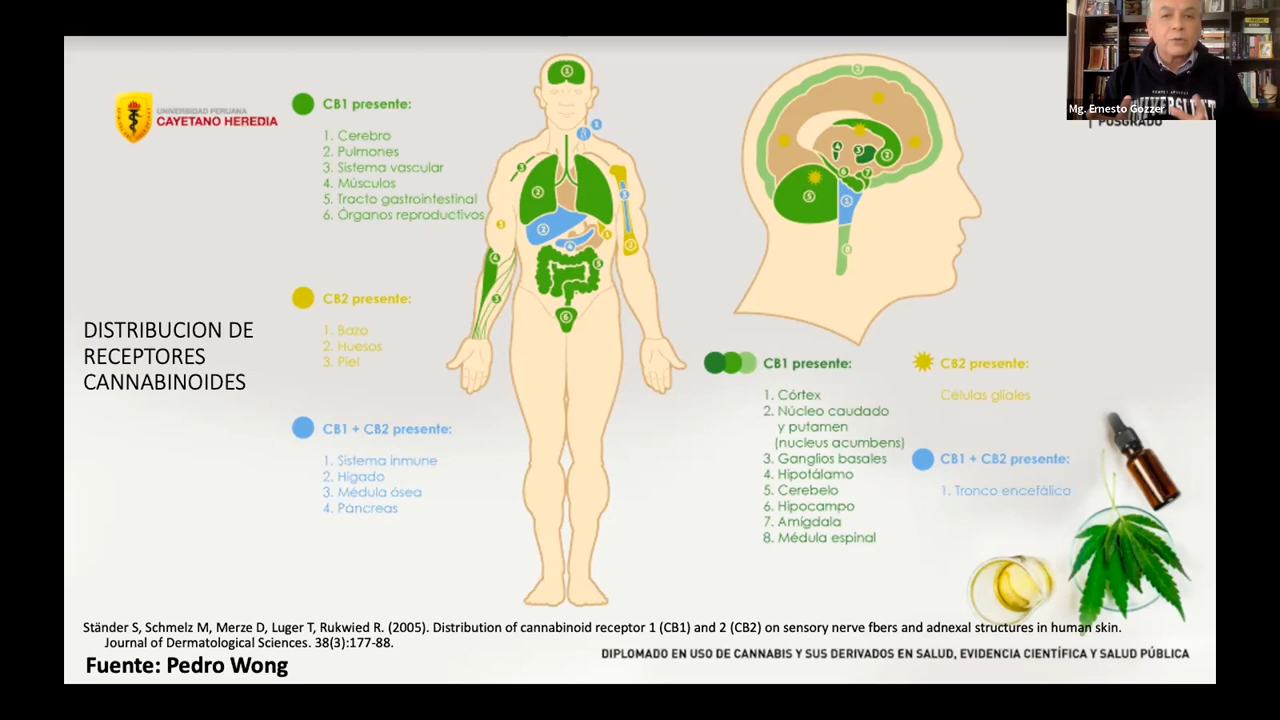 UNIVERSIDAD PERUANA
CAYETANO HEREDIA
DISTRIBUCION DE
RECEPTORES
CANNABINOIDES
CB1 presente:
1. Cerebro
2. Pulmones
3. Sistema vascular
4. Músculos
5. Tracto gastrointestinal
6. Órganos reproductivos
CB2 presente:
1. Bazo
2. Huesos
3. Piel
CB1 + CB2 presente:
1. Sistema inmune
2. Hígado
3. Médula ósea
4. Páncreas
CB1 presente:
1. Córtex
2. Núcleo caudado
y putamen
(nucleus acumbens)
3. Ganglios basales
4. Hipotálamo
5. Cerebelo
6. Hipocampo
7. Amígdala
8. Médula espinal
CB2 presente:
Células gliales
CB1 + CB2 presente:
1. Tronco encefálico
Mg. Ernesto Gozzer
POSGRADO
Ständer S, Schmelz M, Merze D, Luger T, Rukwied R. (2005). Distribution of cannabinoid receptor 1 (CB1) and 2 (CB2) on sensory nerve fbers and adnexal structures in human skin.
Journal of Dermatological Sciences. 38(3):177-88.
Fuente: Pedro Wong
DIPLOMADO EN USO DE CANNABIS Y SUS DERIVADOS EN SALUD, EVIDENCIA CIENTÍFICA Y SALUD PÚBLICA